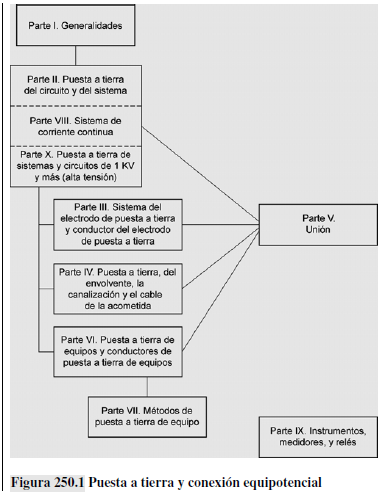 Parte I. Generalidades
Parte II. Puesta a tierra
del circuito y del sistema
Parte VIII. Sistema de
corriente continua
Parte X. Puesta a tierra de
sistemas y circuitos de 1 KV
y más (alta tensión)
Parte III. Sistema del
electrodo de puesta a tierra
y conductor del electrodo
de puesta a tierra
Parte V.
Unión
Parte IV. Puesta a tierra, del
envolvente, la
canalización y el cable
de la acometida
Parte VI. Puesta a tierra de
equipos y conductores de
puesta a tierra de equipos
Parte VII. Métodos de
puesta a tierra de equipo
Parte IX. Instrumentos,
medidores, y relés
Figura 250.1 Puesta a tierra y conexión equipotencial